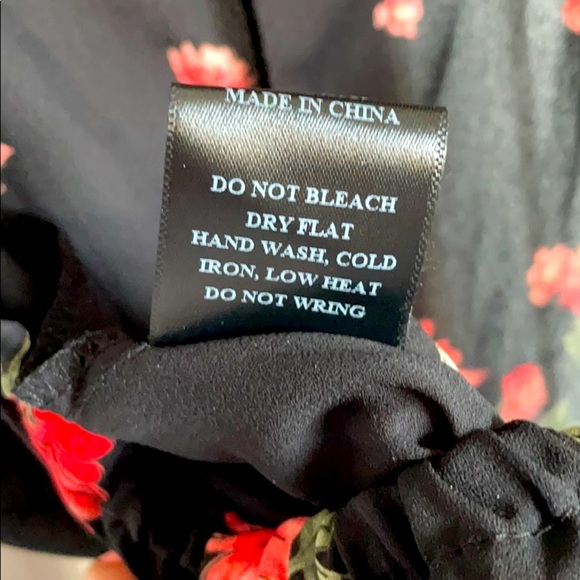 MADE IN CHINA
DO NOT BLEACH
DRY FLAT
HAND WASH, COLD
IRON, LOW HEAT
DO NOT WRING